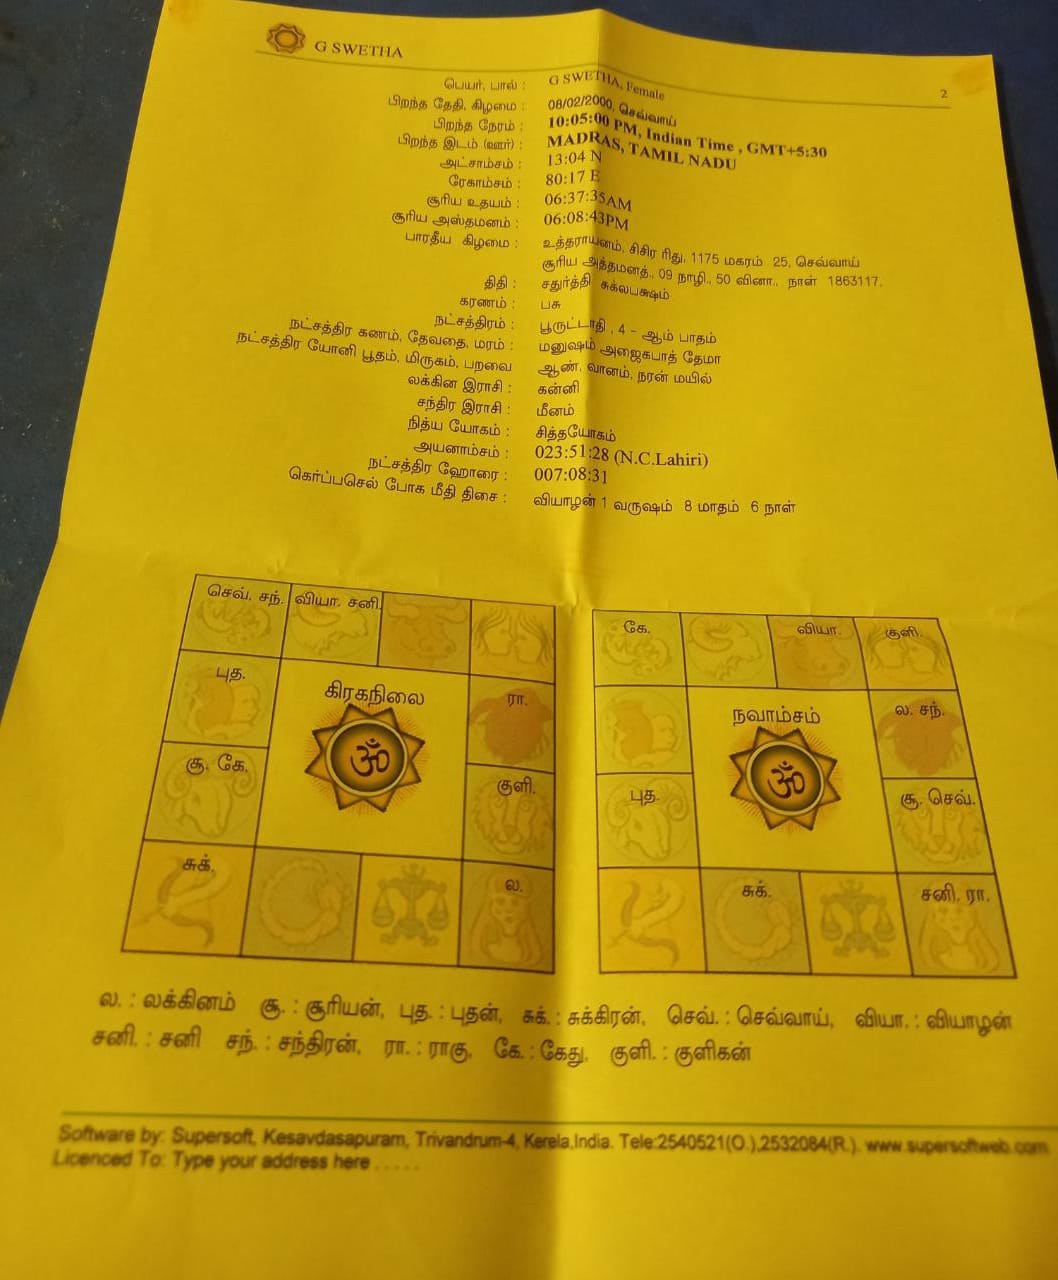 G SWETHA
2
பெயர், பால் : G SWETHA, Female
பிறந்த தேதி, கிழமை : 08/02/2000, செவ்வாய்
பிறந்த நேரம் : 10:05:00 PM, Indian Time , GMT+5:30
பிறந்த இடம் (ஊர்) : MADRAS, TAMIL NADU
அட்சாம்சம் : 13:04 N
ரேகாம்சம் : 80:17 E
சூரிய உதயம் : 06:37:35AM
சூரிய அஸ்தமனம் : 06:08:43PM
பாரதீய கிழமை : உத்தராயனம், சிசிர ரிது, 1175 மகரம் 25, செவ்வாய்
சூரிய அத்தமனத்., 09 நாழி., 50 வினா., நாள் 1863117.
திதி : சதுர்த்தி சுக்லபக்ஷம்
கரணம் : பசு
நட்சத்திரம் : பூருட்டாதி , 4 - ஆம் பாதம்
நட்சத்திர கணம், தேவதை, மரம் : மனுஷம் அஜைகபாத் தேமா
நட்சத்திர யோனி பூதம், மிருகம், பறவை ஆண், வானம், நரன் மயில்
லக்கின இராசி : கன்னி
சந்திர இராசி : மீனம்
நித்ய யோகம் : சித்தயோகம்
அயனாம்சம் : 023:51:28 (N.C.Lahiri)
நட்சத்திர ஹோரை : 007:08:31
கெர்ப்பசெல் போக மீதி திசை : வியாழன் 1 வருஷம் 8 மாதம் 6 நாள்
செவ். சந். வியா. சனி.
புத.
கிரகநிலை
ரா.
சூ. கே.
குளி.
சுக்.
ல.
கே. வியா. குளி.
நவாம்சம்
ல. சந்.
புத.
சூ. செவ்.
சுக்.
சனி. ரா.
ல. : லக்கினம் சூ. : சூரியன், புத. : புதன், சுக். : சுக்கிரன், செவ். : செவ்வாய், வியா. : வியாழன்
சனி. : சனி சந். : சந்திரன், ரா. : ராகு, கே. : கேது, குளி. : குளிகன்
Software by: Supersoft, Kesavdasapuram, Trivandrum-4, Kerela,India. Tele:2540521(O.),2532084(R.). www.supersoftweb.com
Licenced To: Type your address here . . . . .